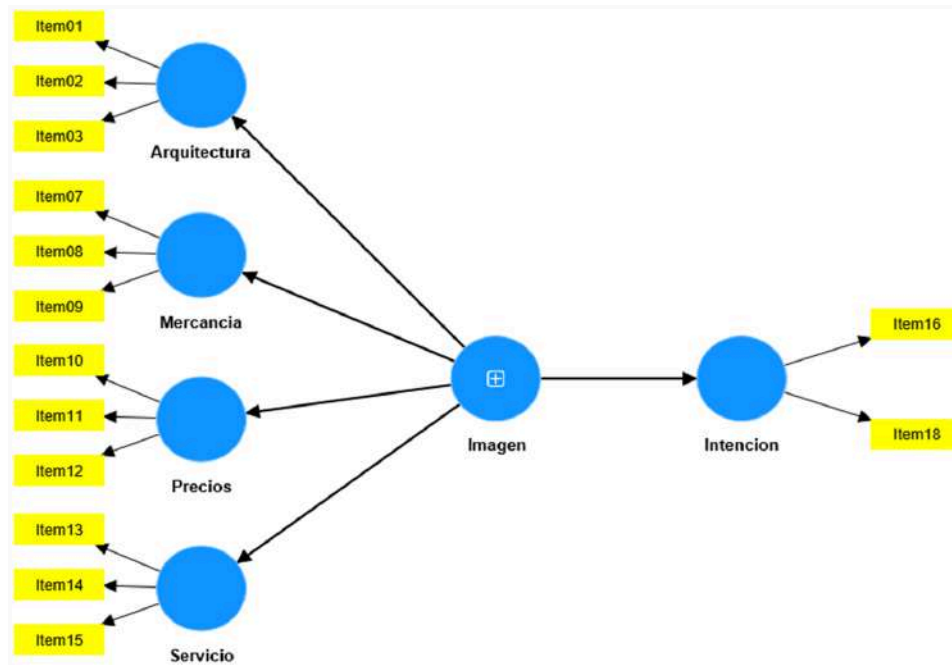 Item01
Item02
Item03
Arquitectura
Item07
Item08
Item09
Mercancia
Item10
Item11
Item12
Precios
Item13
Item14
Item15
Servicio
Imagen
Intencion
Item16
Item18